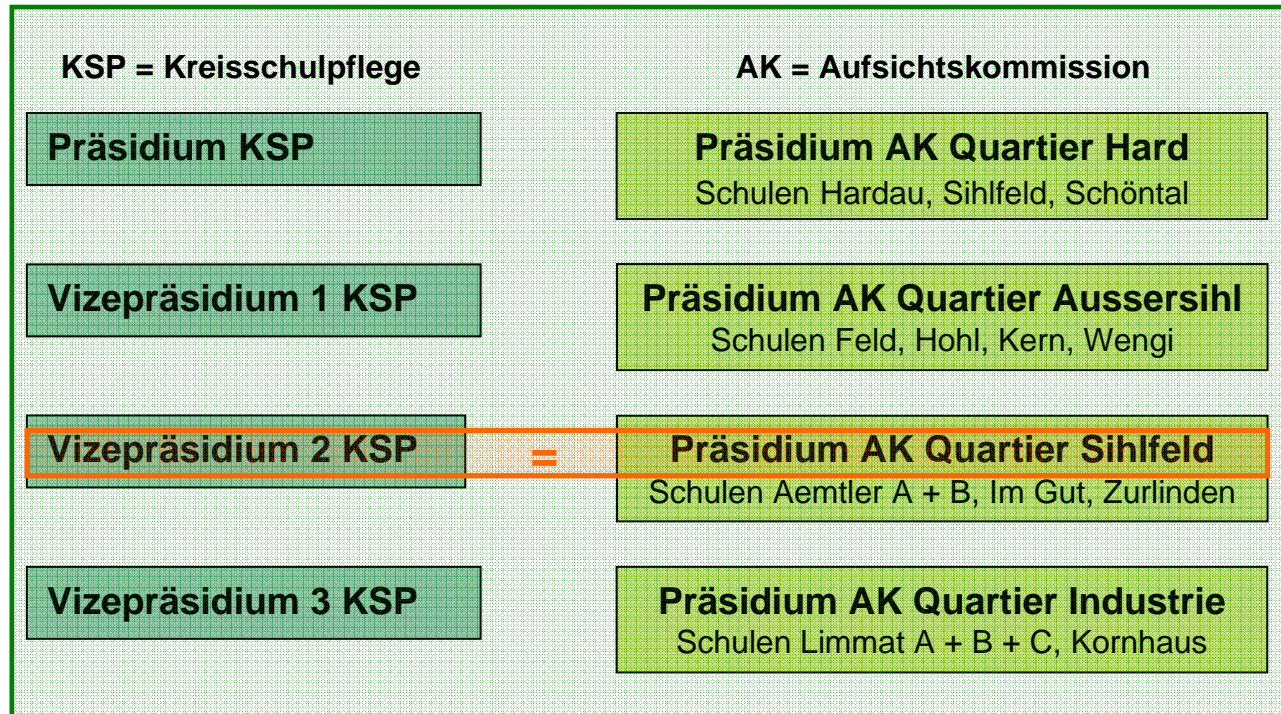 KSP = Kreisschulpflege
AK = Aufsichtskommission
Präsidium KSP
Präsidium AK Quartier Hard
Schulen Hardau, Sihlfeld, Schöntal
Vizepräsidium 1 KSP
Präsidium AK Quartier Aussersihl
Schulen Feld, Hohl, Kern, Wengi
Vizepräsidium 2 KSP
=
Präsidium AK Quartier Sihlfeld
Schulen Aemtler A + B, Im Gut, Zurlinden
Vizepräsidium 3 KSP
Präsidium AK Quartier Industrie
Schulen Limmat A + B + C, Kornhaus